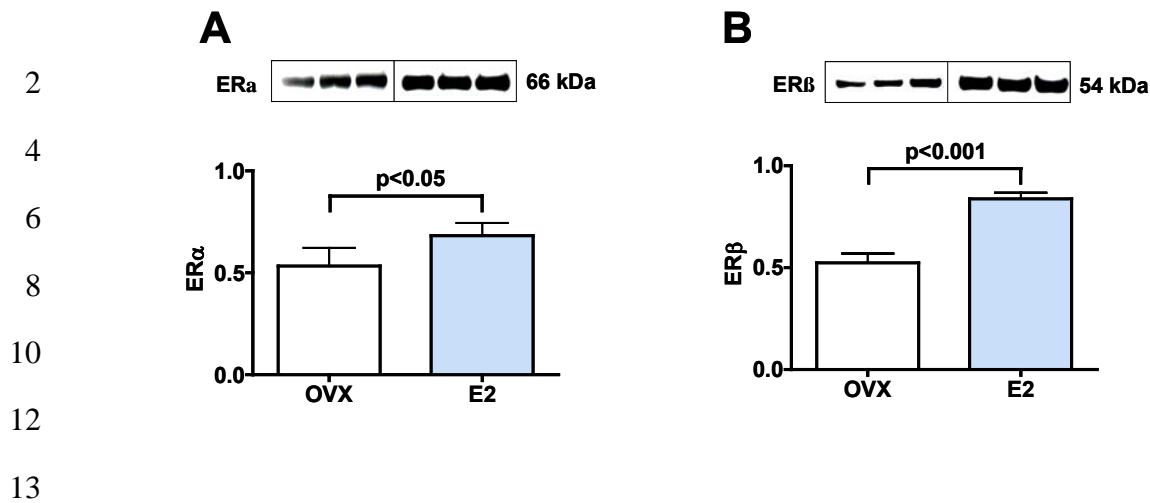 A
B
2
ERa
66 kDa
ERß
54 kDa
4
1.0
p<0.05
1.0
p<0.001
6
ERα
0.5
ERβ
0.5
8
10
0.0
0.0
OVX
E2
OVX
E2
12
13